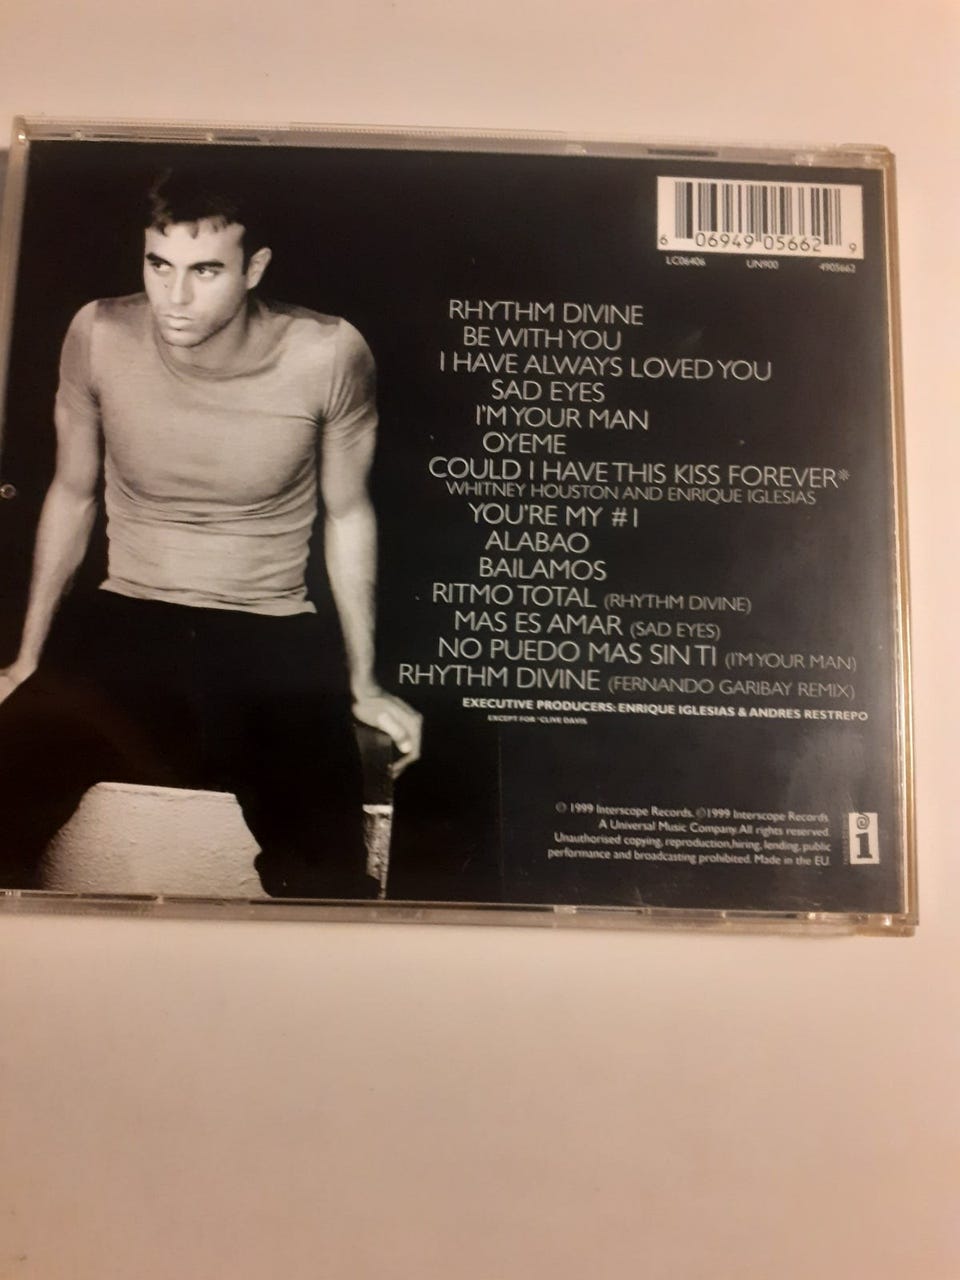 6 06949 05662 9
LC06406 UN900 4905662
RHYTHM DIVINE
BE WITH YOU
I HAVE ALWAYS LOVED YOU
SAD EYES
I'M YOUR MAN
OYEME
COULD I HAVE THIS KISS FOREVER*
WHITNEY HOUSTON AND ENRIQUE IGLESIAS
YOU'RE MY #1
ALABAO
BAILAMOS
RITMO TOTAL (RHYTHM DIVINE)
MAS ES AMAR (SAD EYES)
NO PUEDO MAS SIN TI (I'M YOUR MAN)
RHYTHM DIVINE (FERNANDO GARIBAY REMIX)
EXECUTIVE PRODUCERS: ENRIQUE IGLESIAS & ANDRES RESTREPO
EXCEPT FOR *CLIVE DAVIS
℗ 1999 Interscope Records. ©1999 Interscope Records
A Universal Music Company. All rights reserved.
Unauthorised copying, reproduction, hiring, lending, public
performance and broadcasting prohibited. Made in the EU.
i